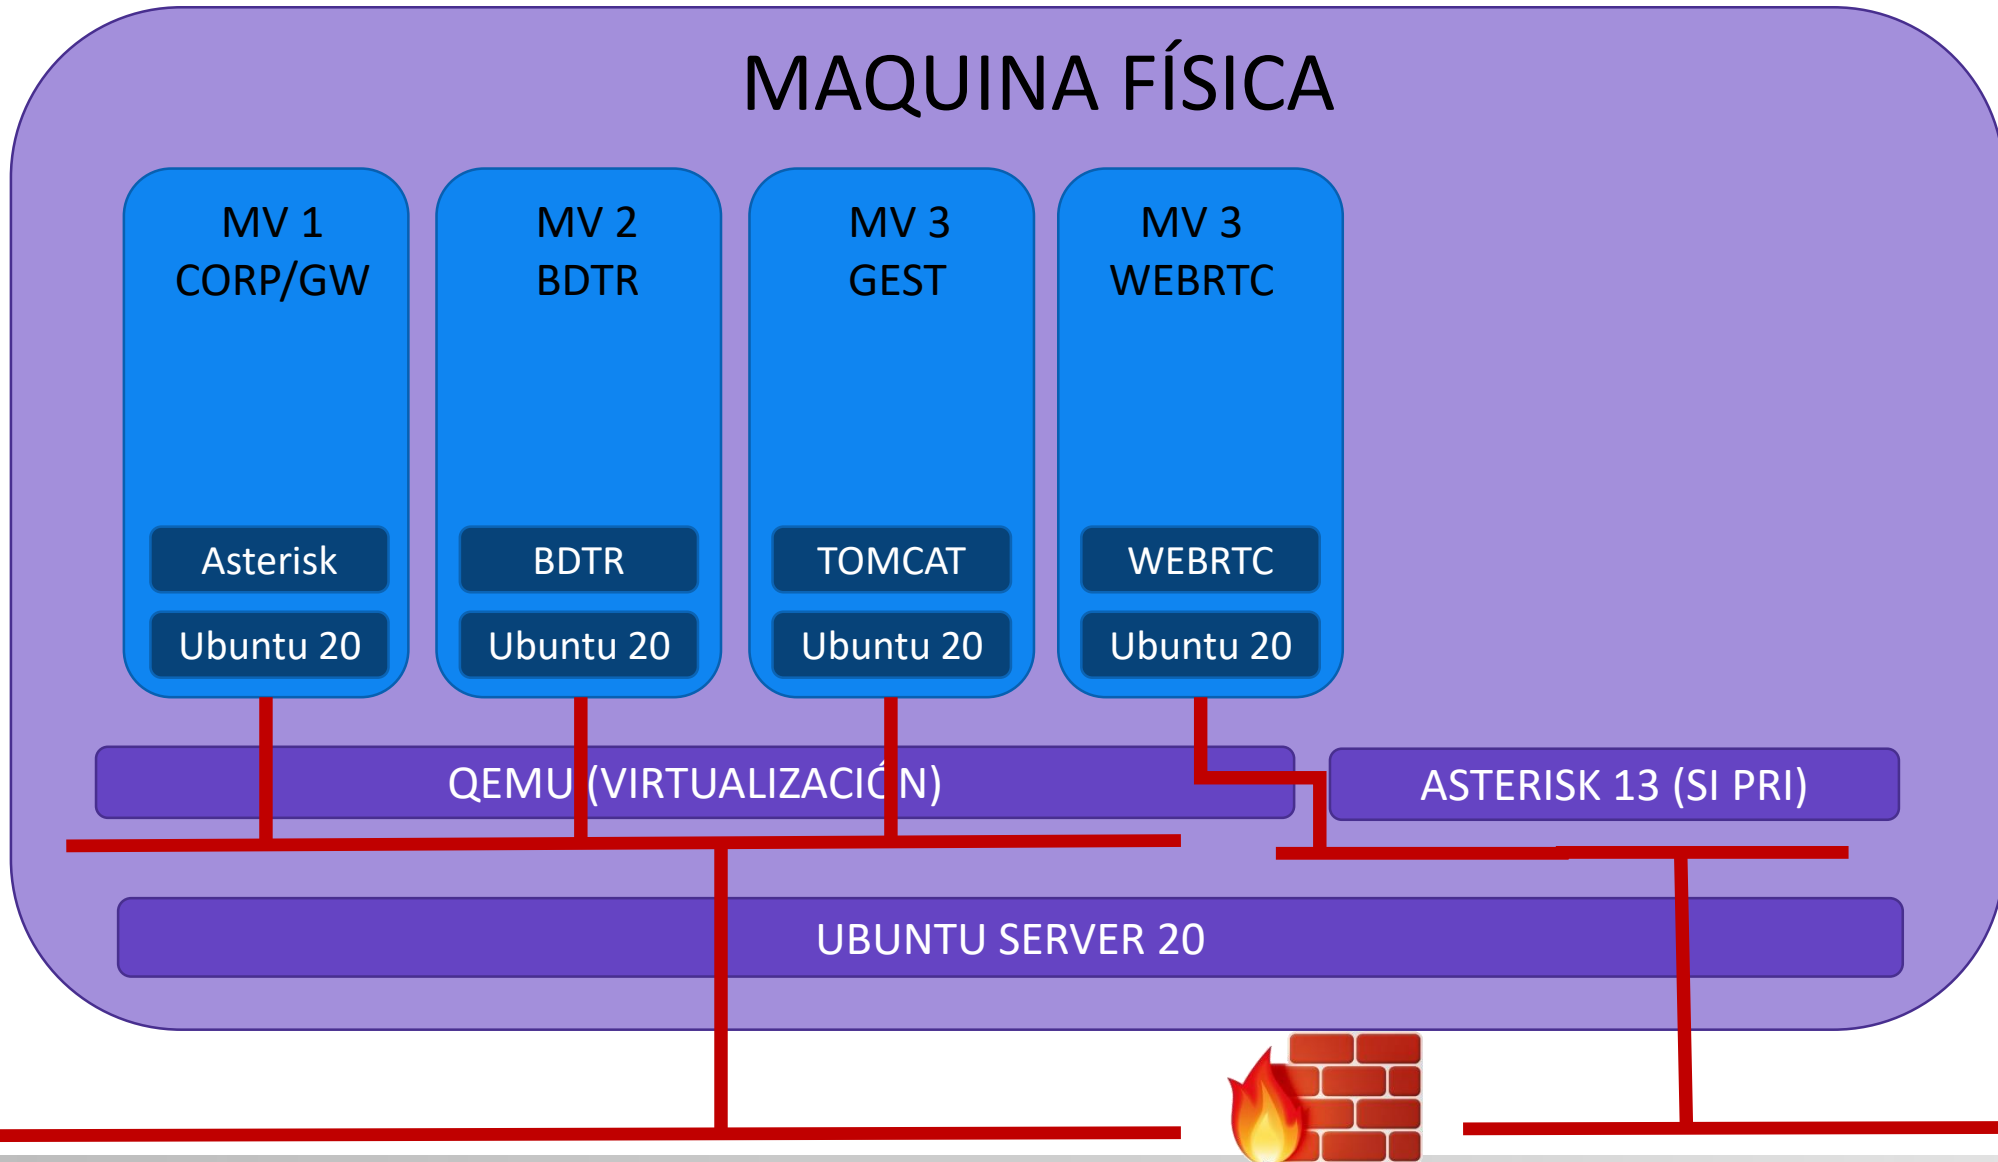 MAQUINA FÍSICA
MV 1
CORP/GW
Asterisk
Ubuntu 20
MV 2
BDTR
BDTR
Ubuntu 20
MV 3
GEST
TOMCAT
Ubuntu 20
MV 3
WEBRTC
WEBRTC
Ubuntu 20
QEMU (VIRTUALIZACIÓN)
ASTERISK 13 (SI PRI)
UBUNTU SERVER 20